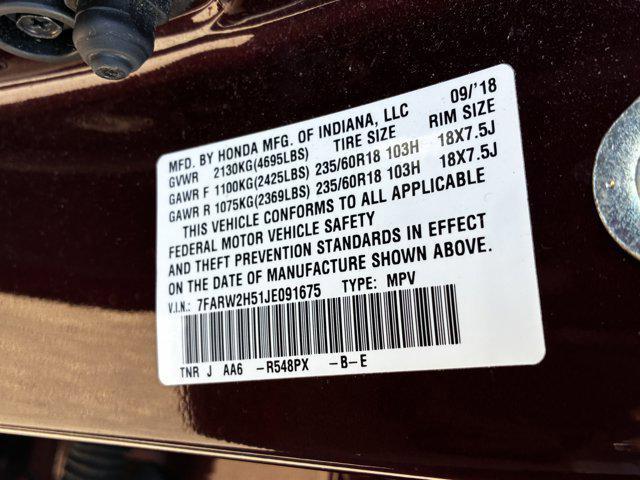 MFD. BY HONDA MFG. OF INDIANA, LLC 09/'18
GVWR 2130KG(4695LBS) TIRE SIZE RIM SIZE
GAWR F 1100KG(2425LBS) 235/60R18 103H 18X7.5J
GAWR R 1075KG(2369LBS) 235/60R18 103H 18X7.5J
THIS VEHICLE CONFORMS TO ALL APPLICABLE
FEDERAL MOTOR VEHICLE SAFETY
AND THEFT PREVENTION STANDARDS IN EFFECT
ON THE DATE OF MANUFACTURE SHOWN ABOVE.
V.I.N.: 7FARW2H51JE091675 TYPE: MPV
TNR J AA6 -R548PX -B-E